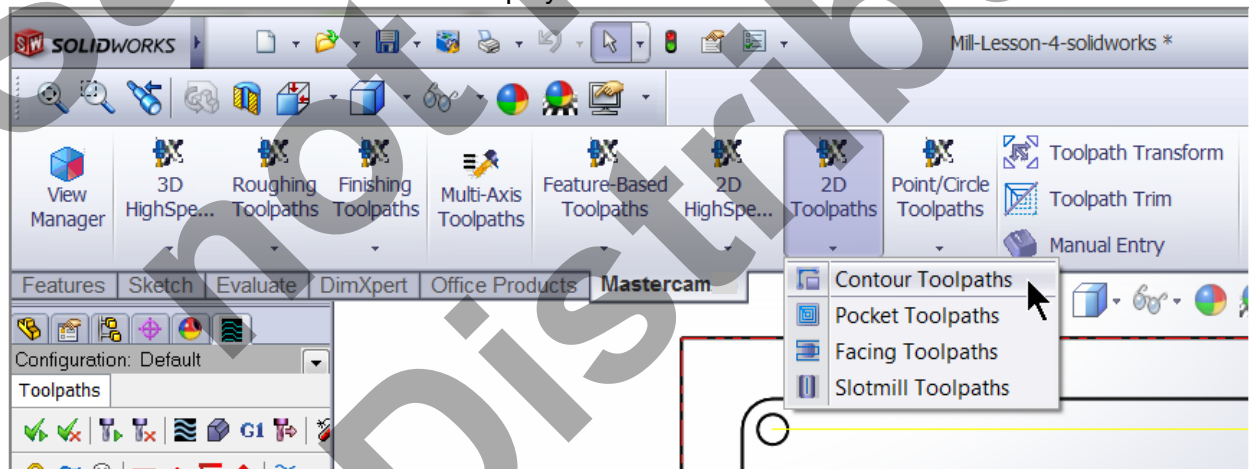 SOLIDWORKS
Mill-Lesson-4-solidworks *
View Manager
3D HighSpe...
Roughing Toolpaths
Finishing Toolpaths
Multi-Axis Toolpaths
Feature-Based Toolpaths
2D HighSpe...
2D Toolpaths
Point/Circle Toolpaths
Toolpath Transform
Toolpath Trim
Manual Entry
Features Sketch Evaluate DimXpert Office Products Mastercam
Contour Toolpaths
Pocket Toolpaths
Facing Toolpaths
Slotmill Toolpaths
Configuration: Default
Toolpaths
G1
not
Distribu